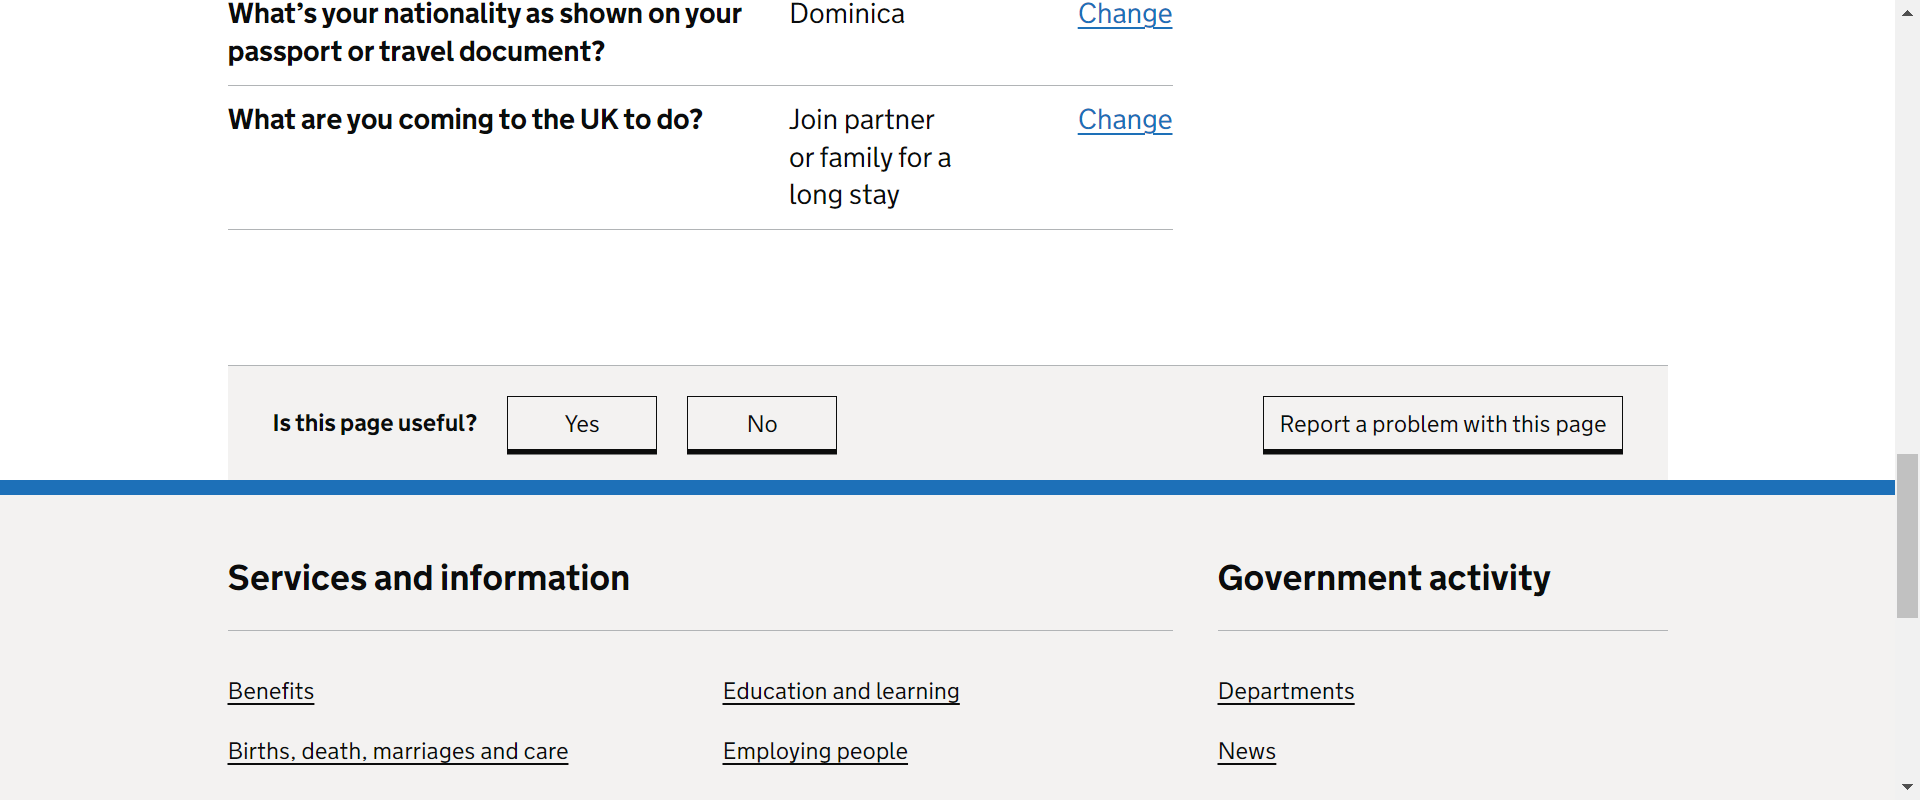 What’s your nationality as shown on your
passport or travel document?
Dominica
Change
What are you coming to the UK to do?
Join partner
or family for a
long stay
Change
Is this page useful?
Yes
No
Report a problem with this page
Services and information
Government activity
Benefits
Education and learning
Departments
Births, death, marriages and care
Employing people
News